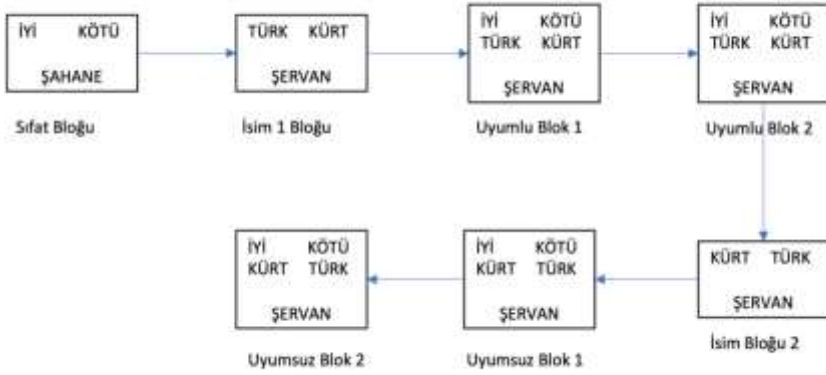 İYİ KÖTÜ
ŞAHANE
Sıfat Bloğu
TÜRK KÜRT
ŞERVAN
İsim 1 Bloğu
İYİ KÖTÜ
TÜRK KÜRT
ŞERVAN
Uyumlu Blok 1
İYİ KÖTÜ
TÜRK KÜRT
ŞERVAN
Uyumlu Blok 2
KÜRT TÜRK
ŞERVAN
İsim Bloğu 2
İYİ KÖTÜ
KÜRT TÜRK
ŞERVAN
Uyumsuz Blok 1
İYİ KÖTÜ
KÜRT TÜRK
ŞERVAN
Uyumsuz Blok 2